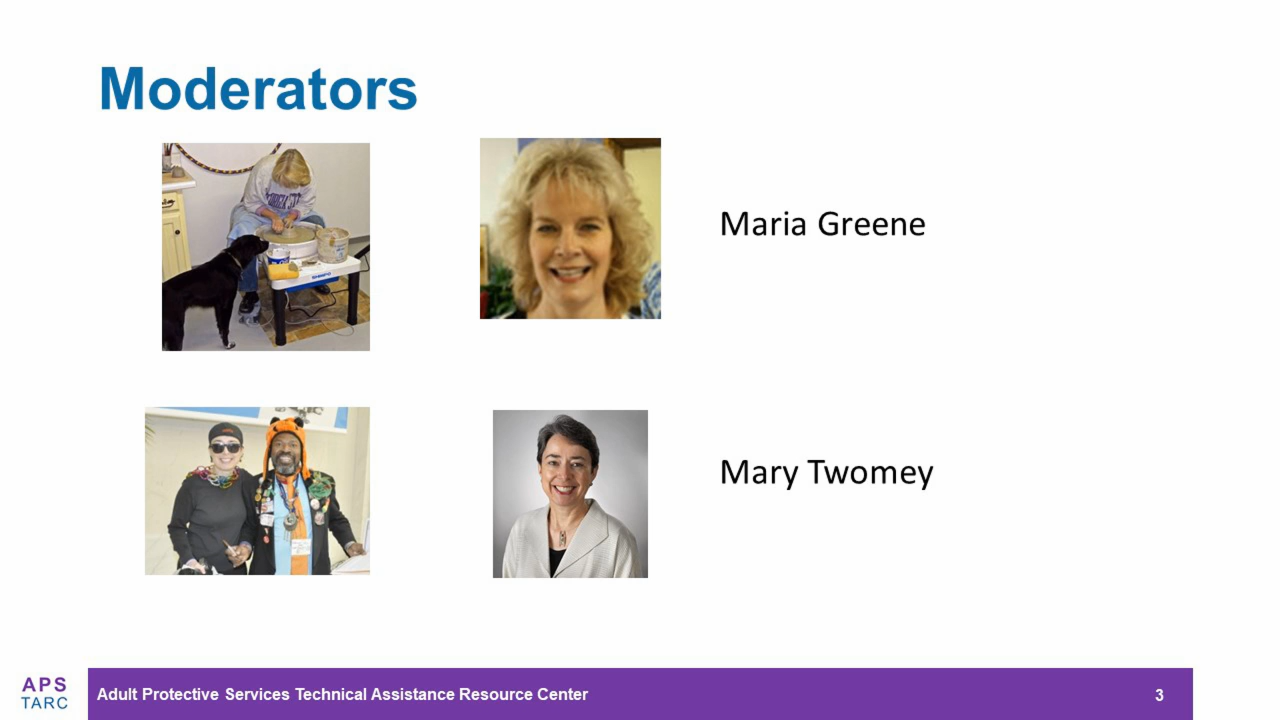 Moderators
Maria Greene
Mary Twomey
APS
TARC
Adult Protective Services Technical Assistance Resource Center
3